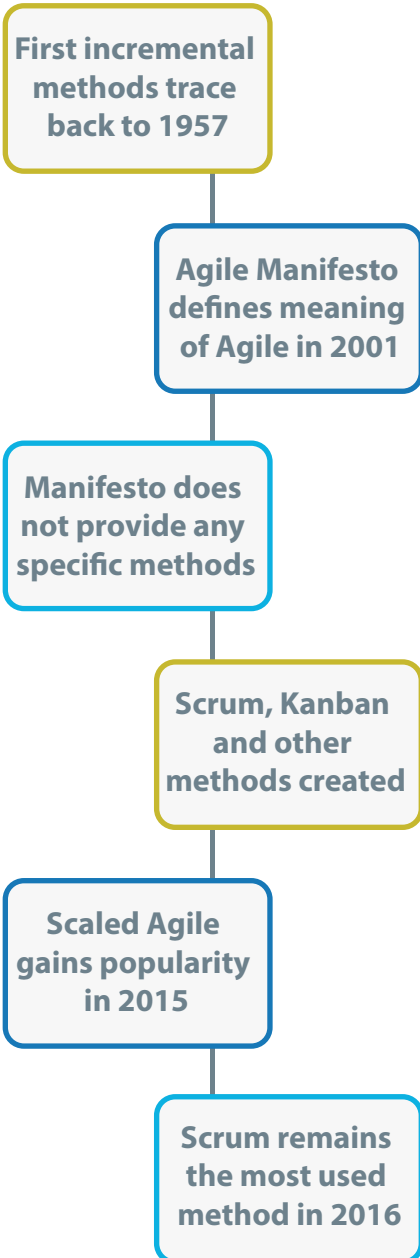 First incremental
methods trace
back to 1957
Agile Manifesto
defines meaning
of Agile in 2001
Manifesto does
not provide any
specific methods
Scrum, Kanban
and other
methods created
Scaled Agile
gains popularity
in 2015
Scrum remains
the most used
method in 2016